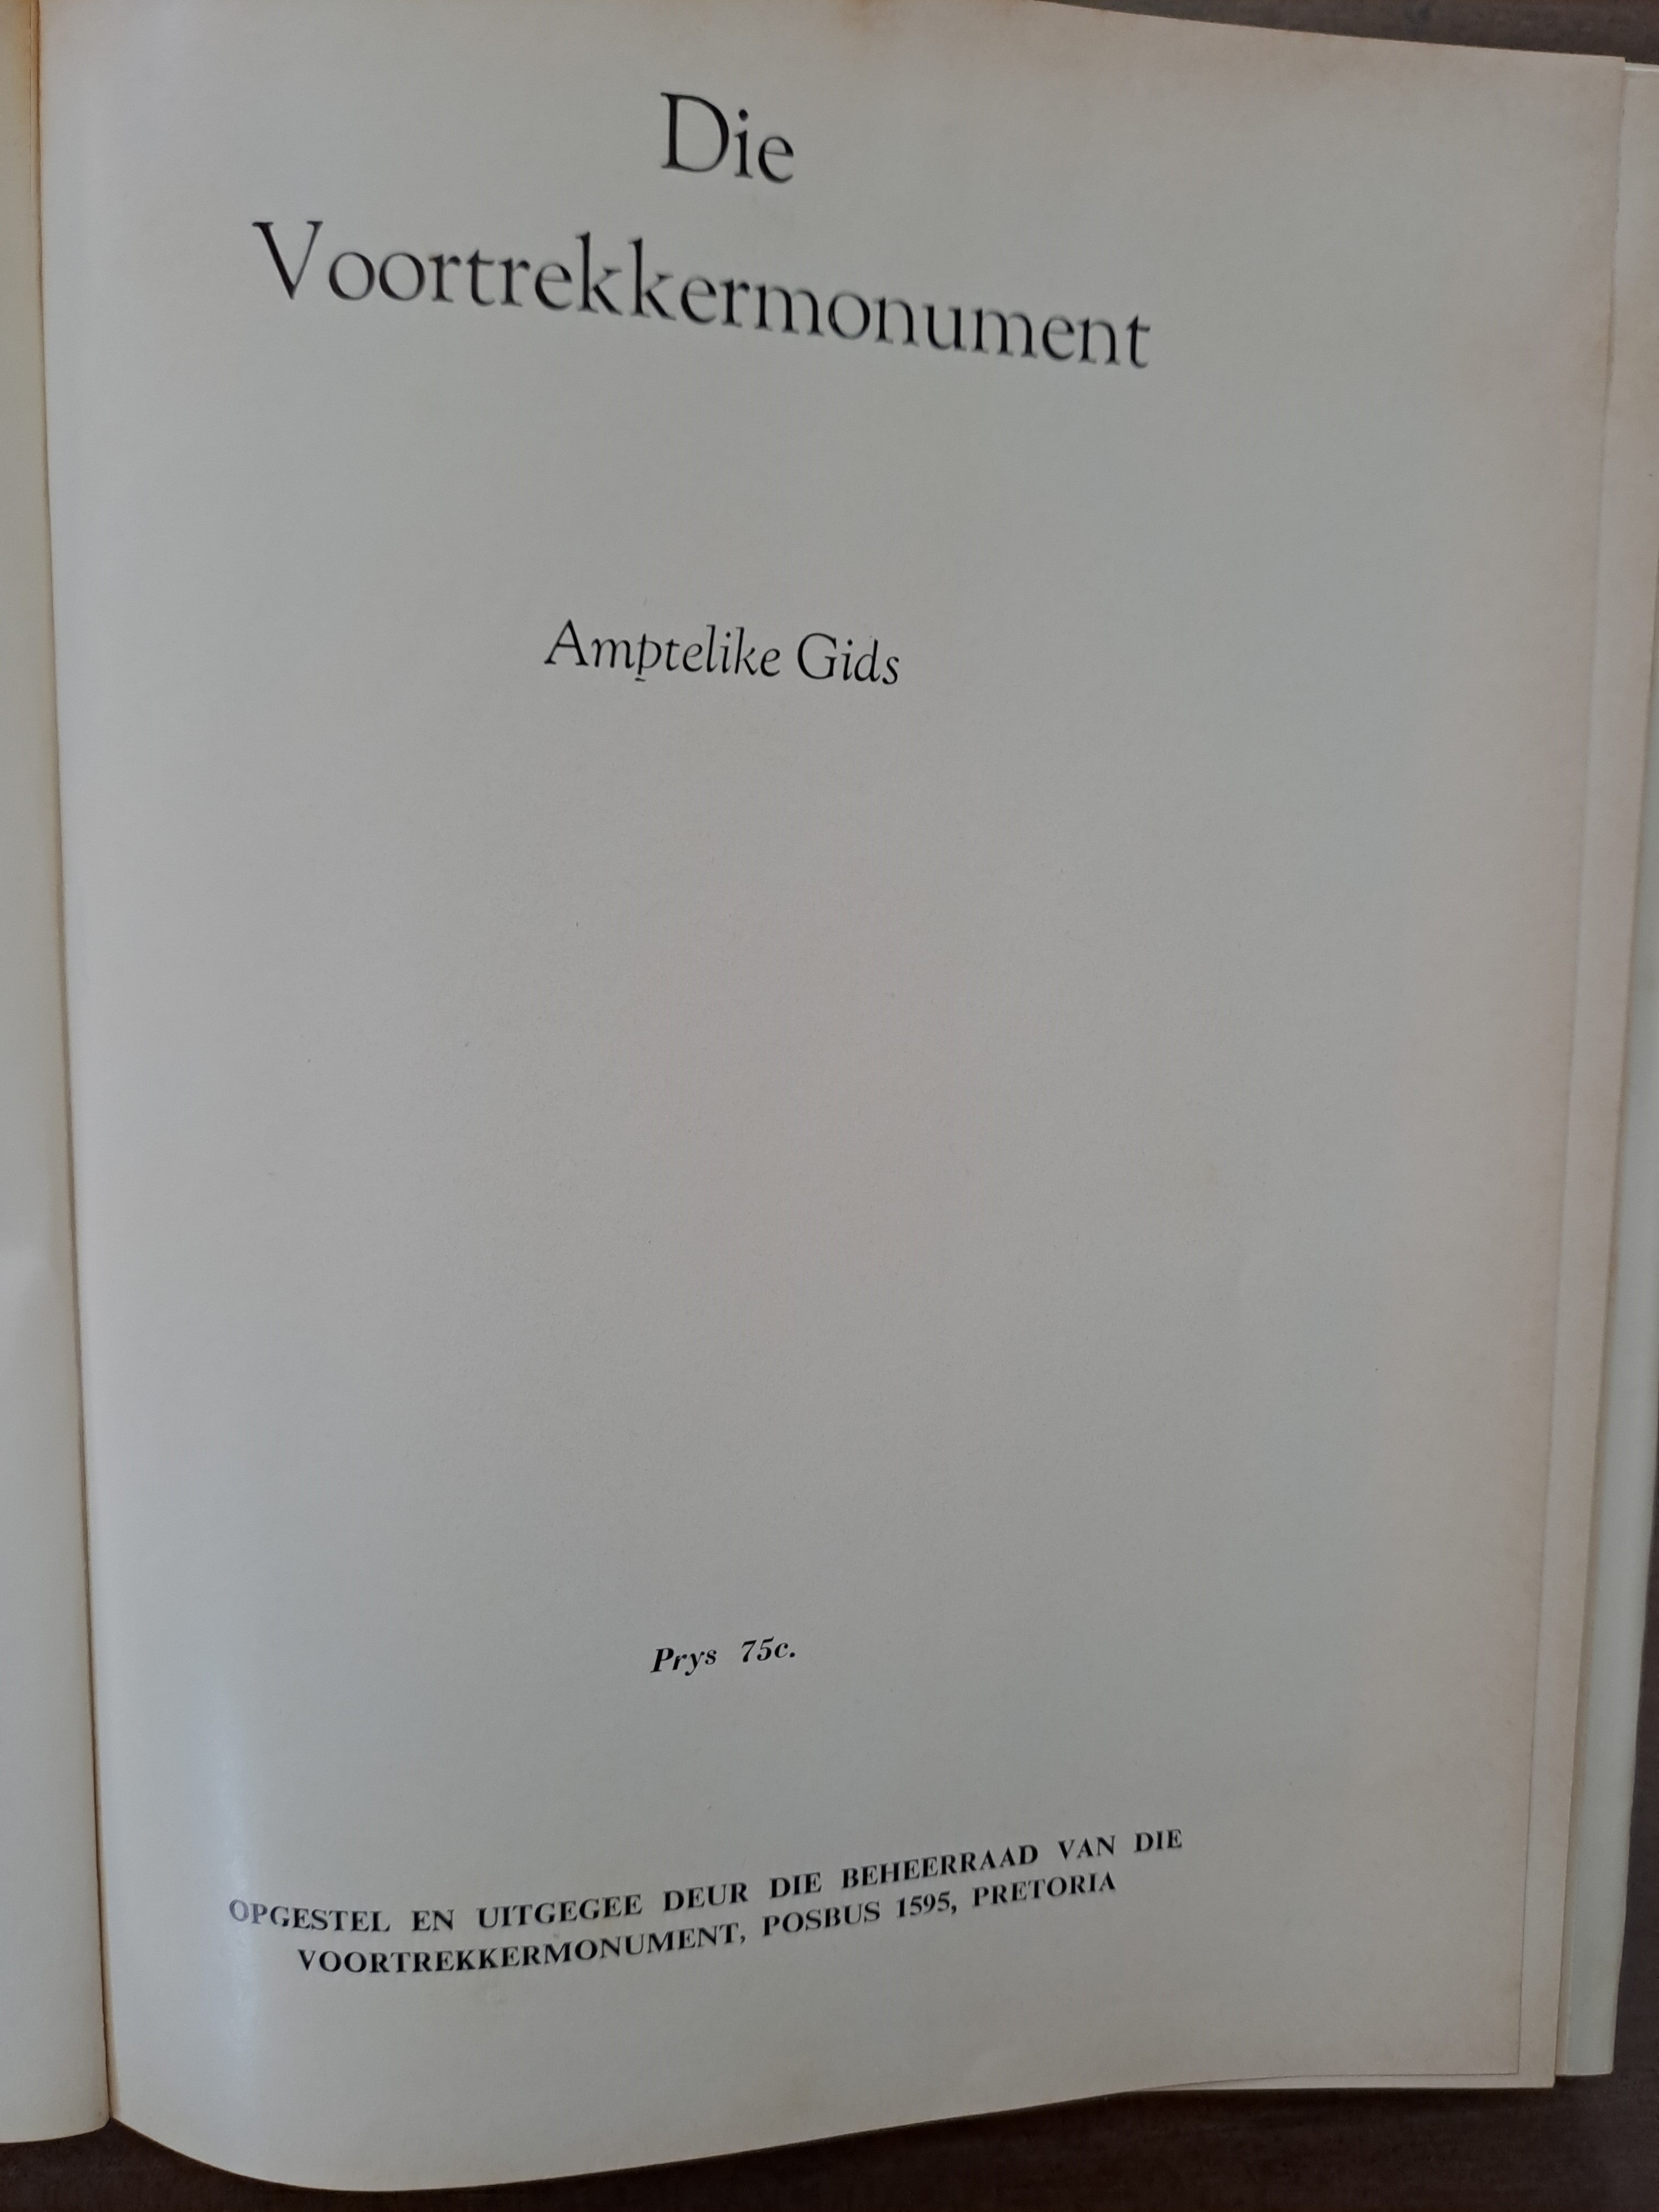 Die
Voortrekkermonument
Amptelike Gids
Prys 75c.
OPGESTEL EN UITGEGEE DEUR DIE BEHEERRAAD VAN DIE
VOORTREKKERMONUMENT, POSBUS 1595, PRETORIA